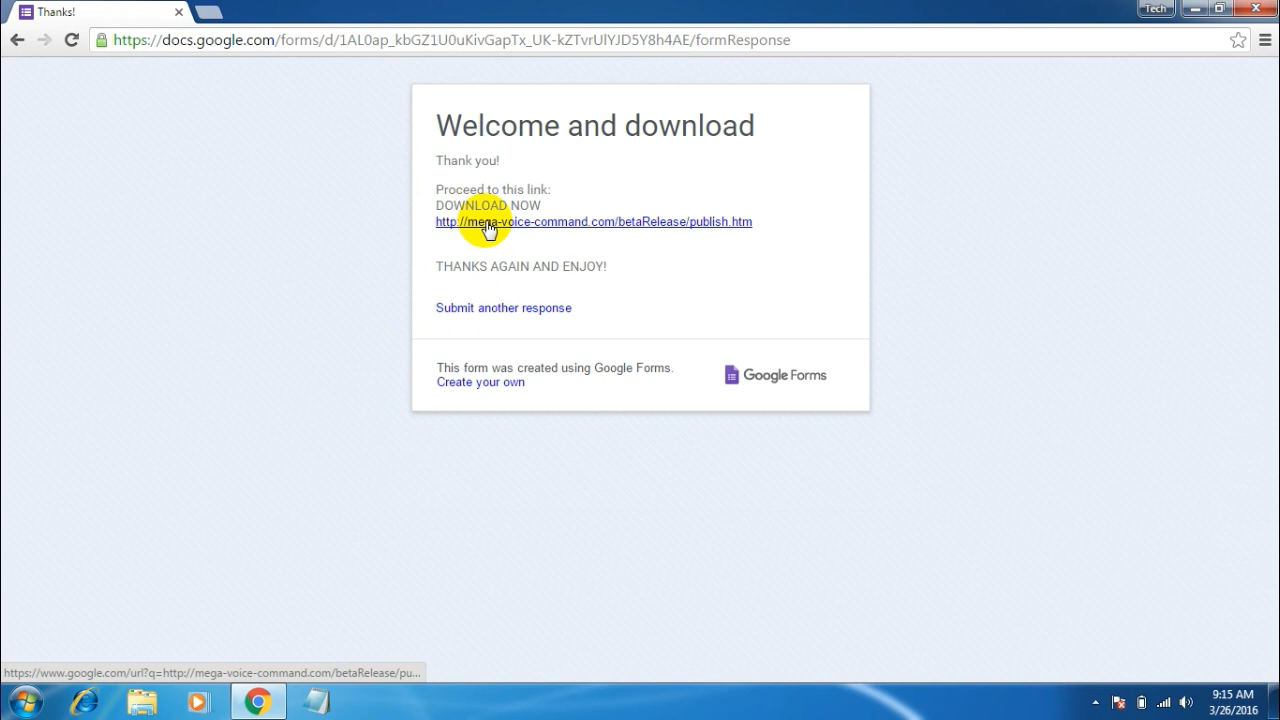 Thanks!
Tech
https://docs.google.com/forms/d/1AL0ap_kbGZ1U0uKivGapTx_UK-kZTvrUlYJD5Y8h4AE/formResponse
Welcome and download
Thank you!
Proceed to this link:
DOWNLOAD NOW
http://mega-voice-command.com/betaRelease/publish.htm
THANKS AGAIN AND ENJOY!
Submit another response
This form was created using Google Forms.
Create your own
Google Forms
https://www.google.com/url?q=http://mega-voice-command.com/betaRelease/pu...
9:15 AM
3/26/2016